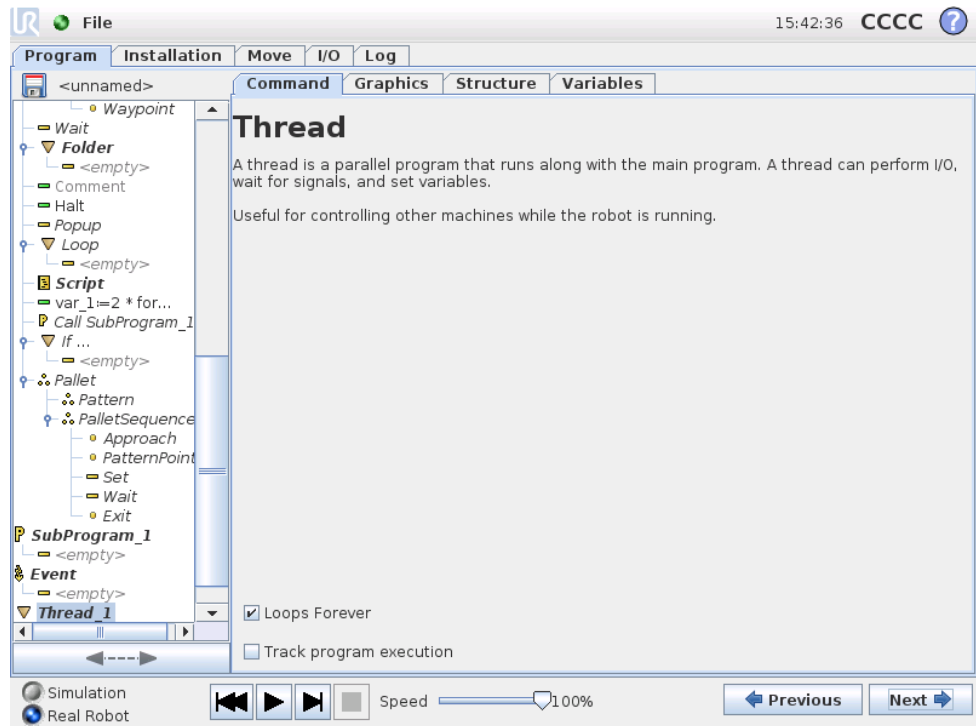 UR File 15:42:36 CCCC ?
Program Installation Move I/O Log
<unnamed>
Command Graphics Structure Variables
Waypoint
Wait
Folder
<empty>
Comment
Halt
Popup
Loop
<empty>
Script
var_1:=2 * for...
P Call SubProgram_1
If ...
<empty>
Pallet
Pattern
PalletSequence
Approach
PatternPoint
Set
Wait
Exit
P SubProgram_1
<empty>
Event
<empty>
Thread_1
Thread
A thread is a parallel program that runs along with the main program. A thread can perform I/O,
wait for signals, and set variables.
Useful for controlling other machines while the robot is running.
Loops Forever
Track program execution
Simulation
Real Robot
Speed 100%
Previous Next